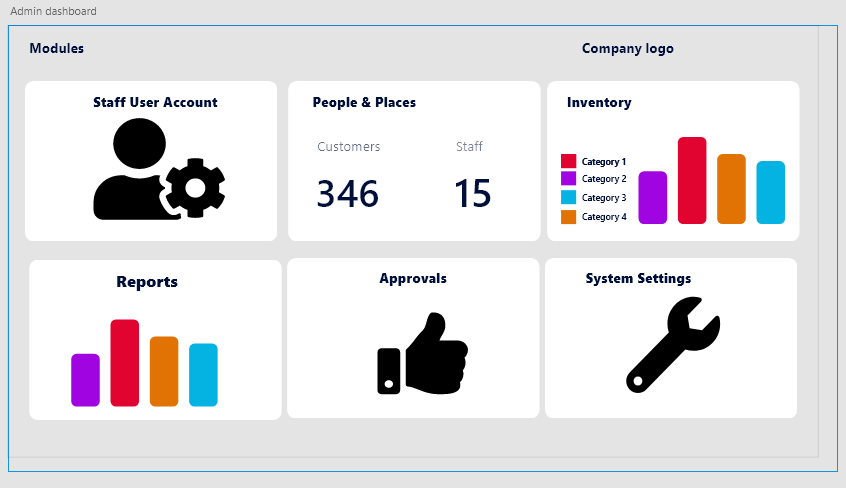 Admin dashboard
Modules
Company logo
Staff User Account
People & Places
Customers
Staff
346
15
Inventory
Category 1
Category 2
Category 3
Category 4
Reports
Approvals
System Settings